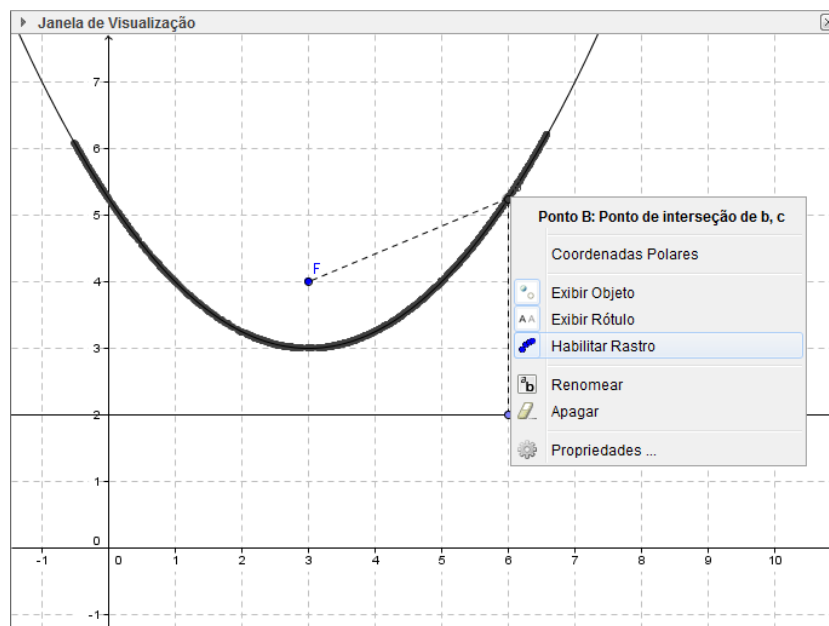 Janela de Visualização
7
6
5
4
3
2
1
0
-1
F
-1 0 1 2 3 4 5 6 7 8 9 10
Ponto B: Ponto de interseção de b, c
Coordenadas Polares
Exibir Objeto
AA Exibir Rótulo
Habilitar Rastro
ab Renomear
Apagar
Propriedades ...